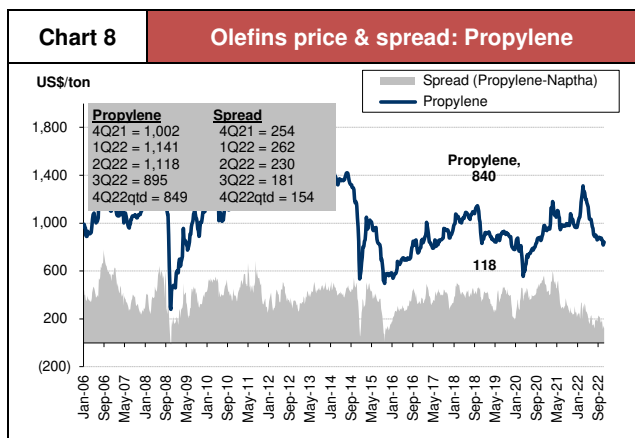 Chart 8
Olefins price & spread: Propylene
US$/ton
Spread (Propylene-Naptha)
Propylene
Propylene Spread
4Q21 = 1,002 4Q21 = 254
1Q22 = 1,141 1Q22 = 262
2Q22 = 1,118 2Q22 = 230
3Q22 = 895 3Q22 = 181
4Q22qtd = 849 4Q22qtd = 154
1,800
1,400
1,000
600
200
(200)
Propylene,
840
118
Jan-06
Sep-06
May-07
Jan-08
Sep-08
May-09
Jan-10
Sep-10
May-11
Jan-12
Sep-12
May-13
Jan-14
Sep-14
May-15
Jan-16
Sep-16
May-17
Jan-18
Sep-18
May-19
Jan-20
Sep-20
May-21
Jan-22
Sep-22